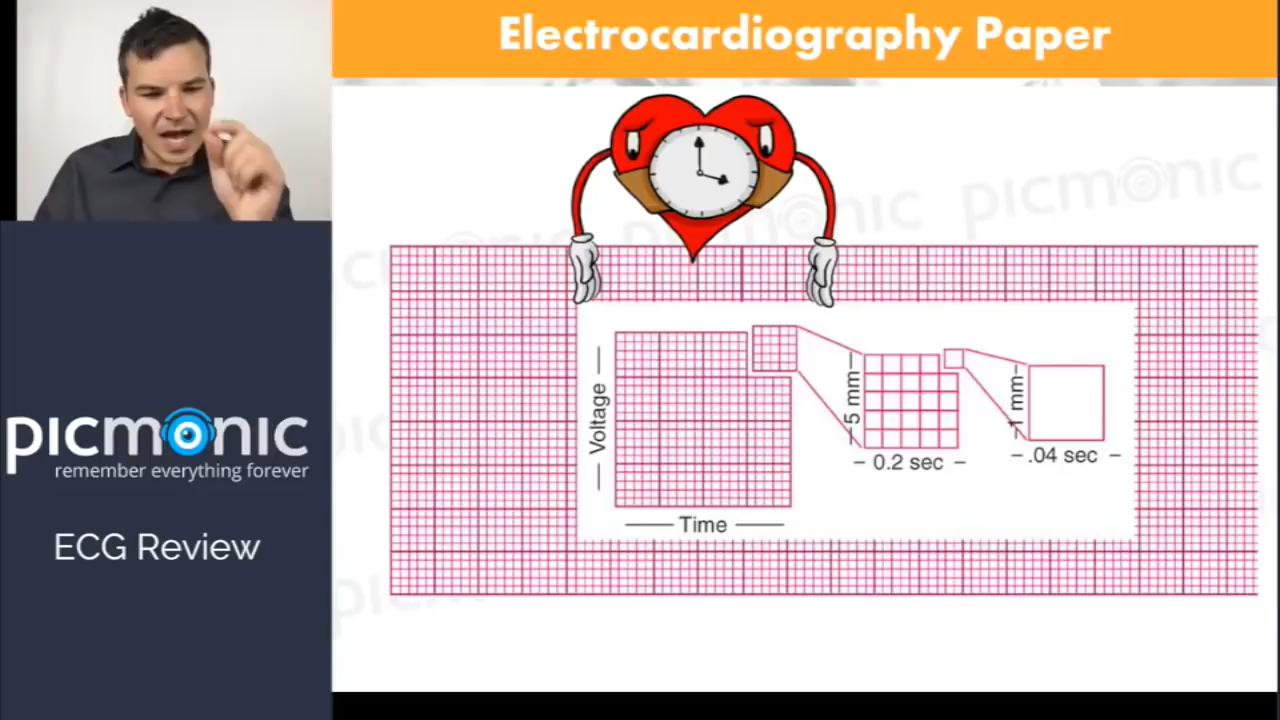 Electrocardiography Paper
picmonic
picmonic
remember everything forever
ECG Review
Voltage
Time
5 mm
0.2 sec
1 mm
.04 sec